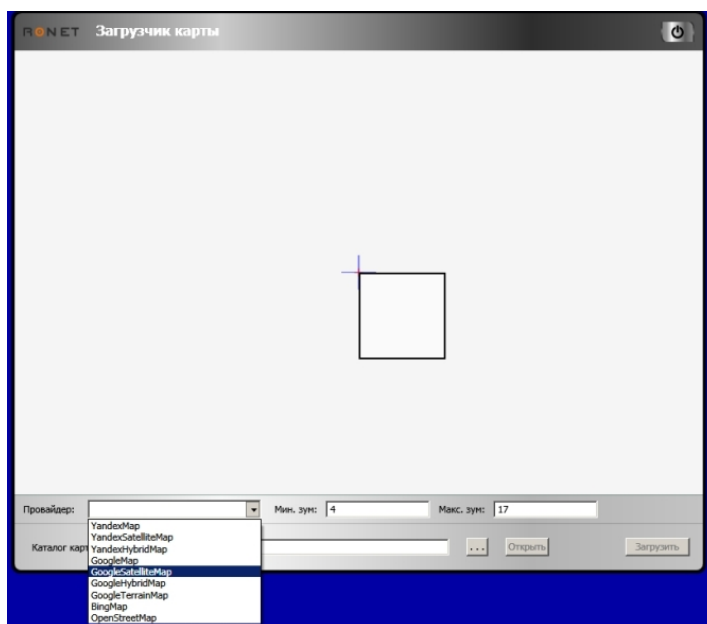 RONET Загрузчик карты
Провайдер: Мин. зум: 4 Макс. зум: 17
YandexMap
YandexSatelliteMap
Каталог карт YandexHybridMap ... Открыть Загрузить
GoogleMap
GoogleSatelliteMap
GoogleHybridMap
GoogleTerrainMap
BingMap
OpenStreetMap